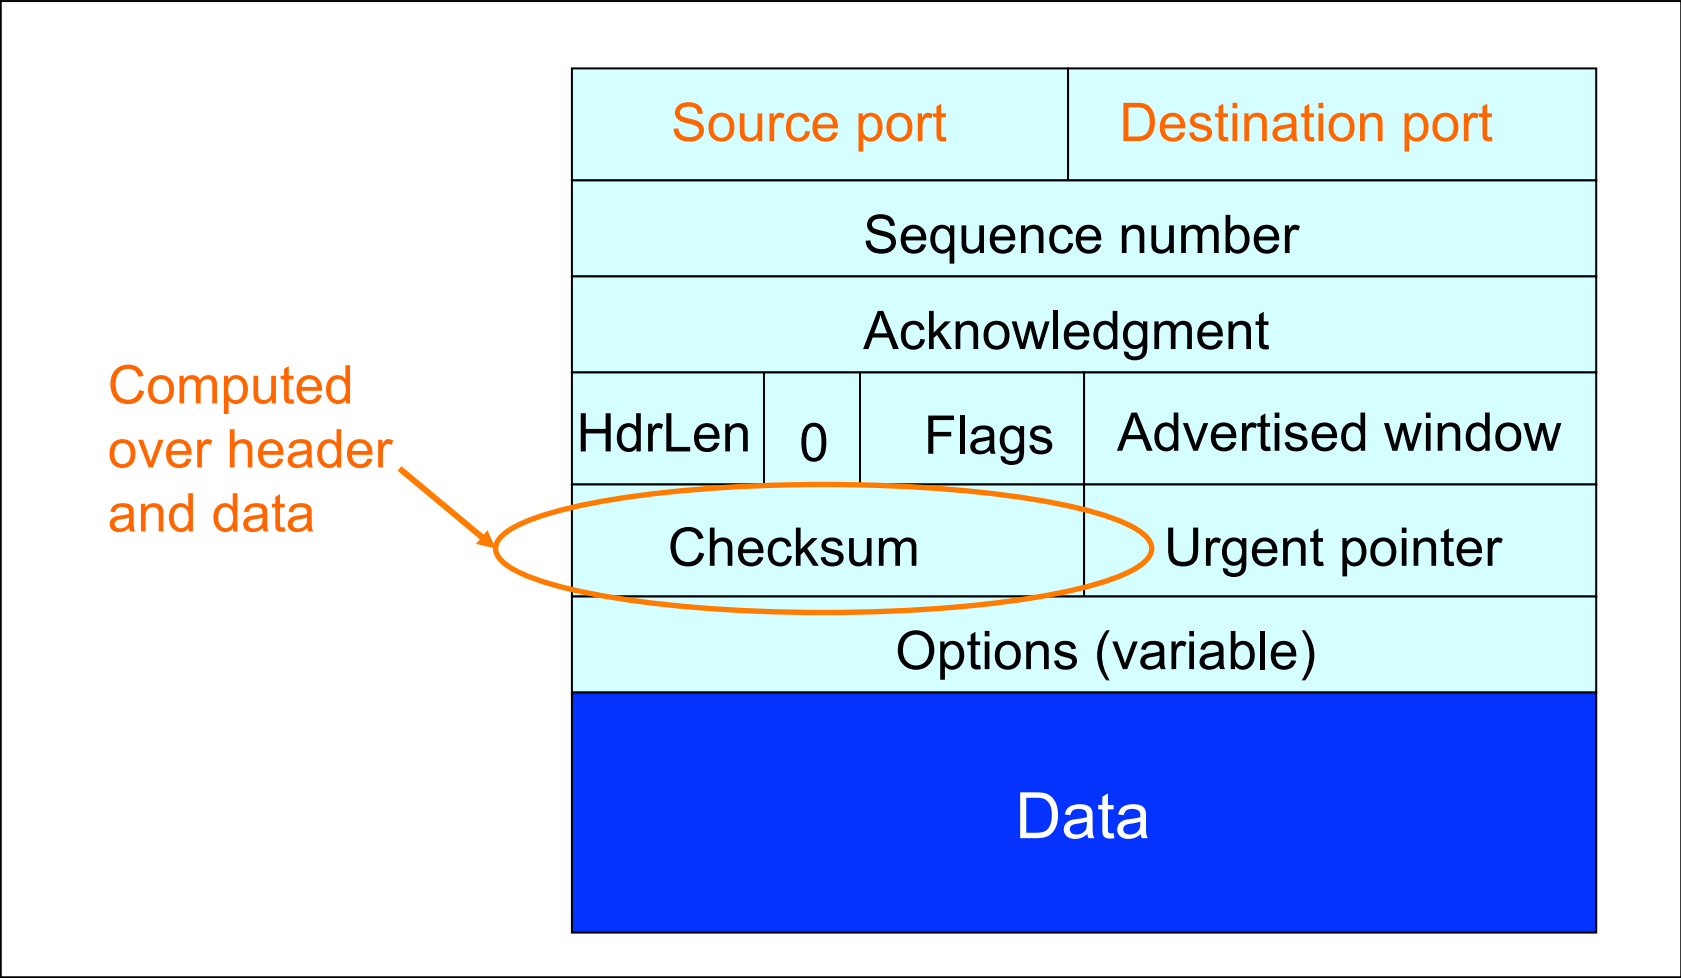 Source port
Destination port
Sequence number
Acknowledgment
HdrLen
0
Flags
Advertised window
Checksum
Urgent pointer
Options (variable)
Data
Computed
over header
and data